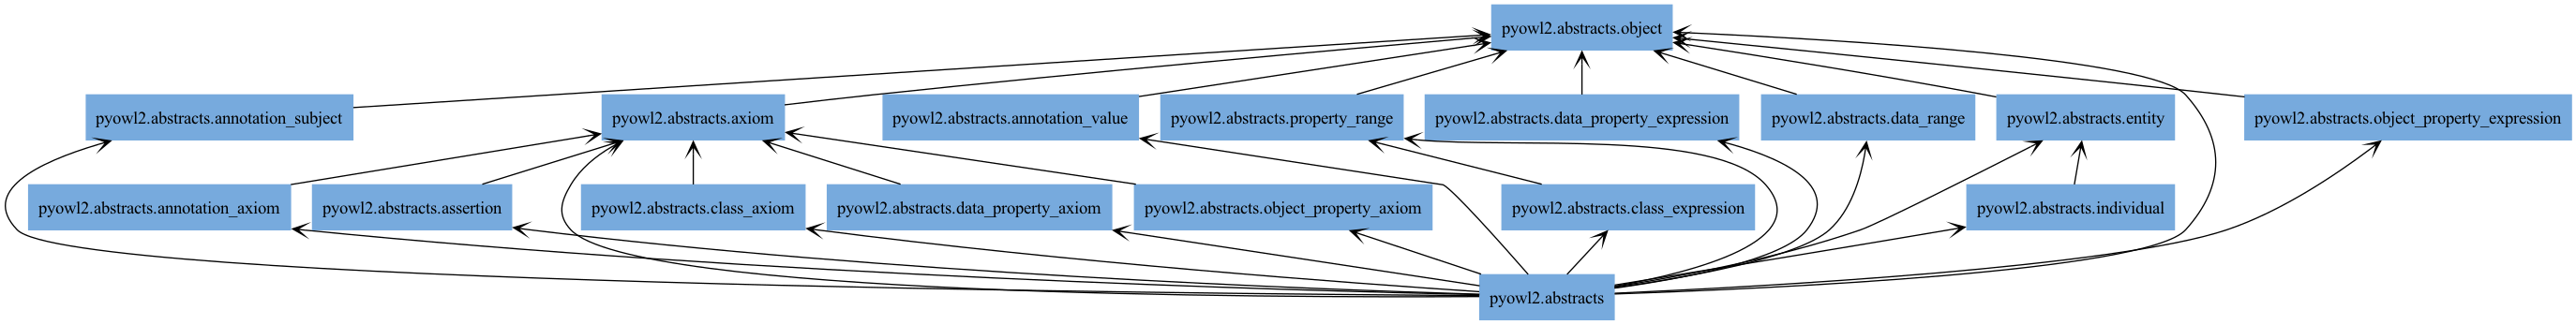 pyowl2.abstracts.object
pyowl2.abstracts.annotation_subject
pyowl2.abstracts.axiom
pyowl2.abstracts.annotation_value
pyowl2.abstracts.property_range
pyowl2.abstracts.data_property_expression
pyowl2.abstracts.data_range
pyowl2.abstracts.entity
pyowl2.abstracts.object_property_expression
pyowl2.abstracts.annotation_axiom
pyowl2.abstracts.assertion
pyowl2.abstracts.class_axiom
pyowl2.abstracts.data_property_axiom
pyowl2.abstracts.object_property_axiom
pyowl2.abstracts.class_expression
pyowl2.abstracts.individual
pyowl2.abstracts